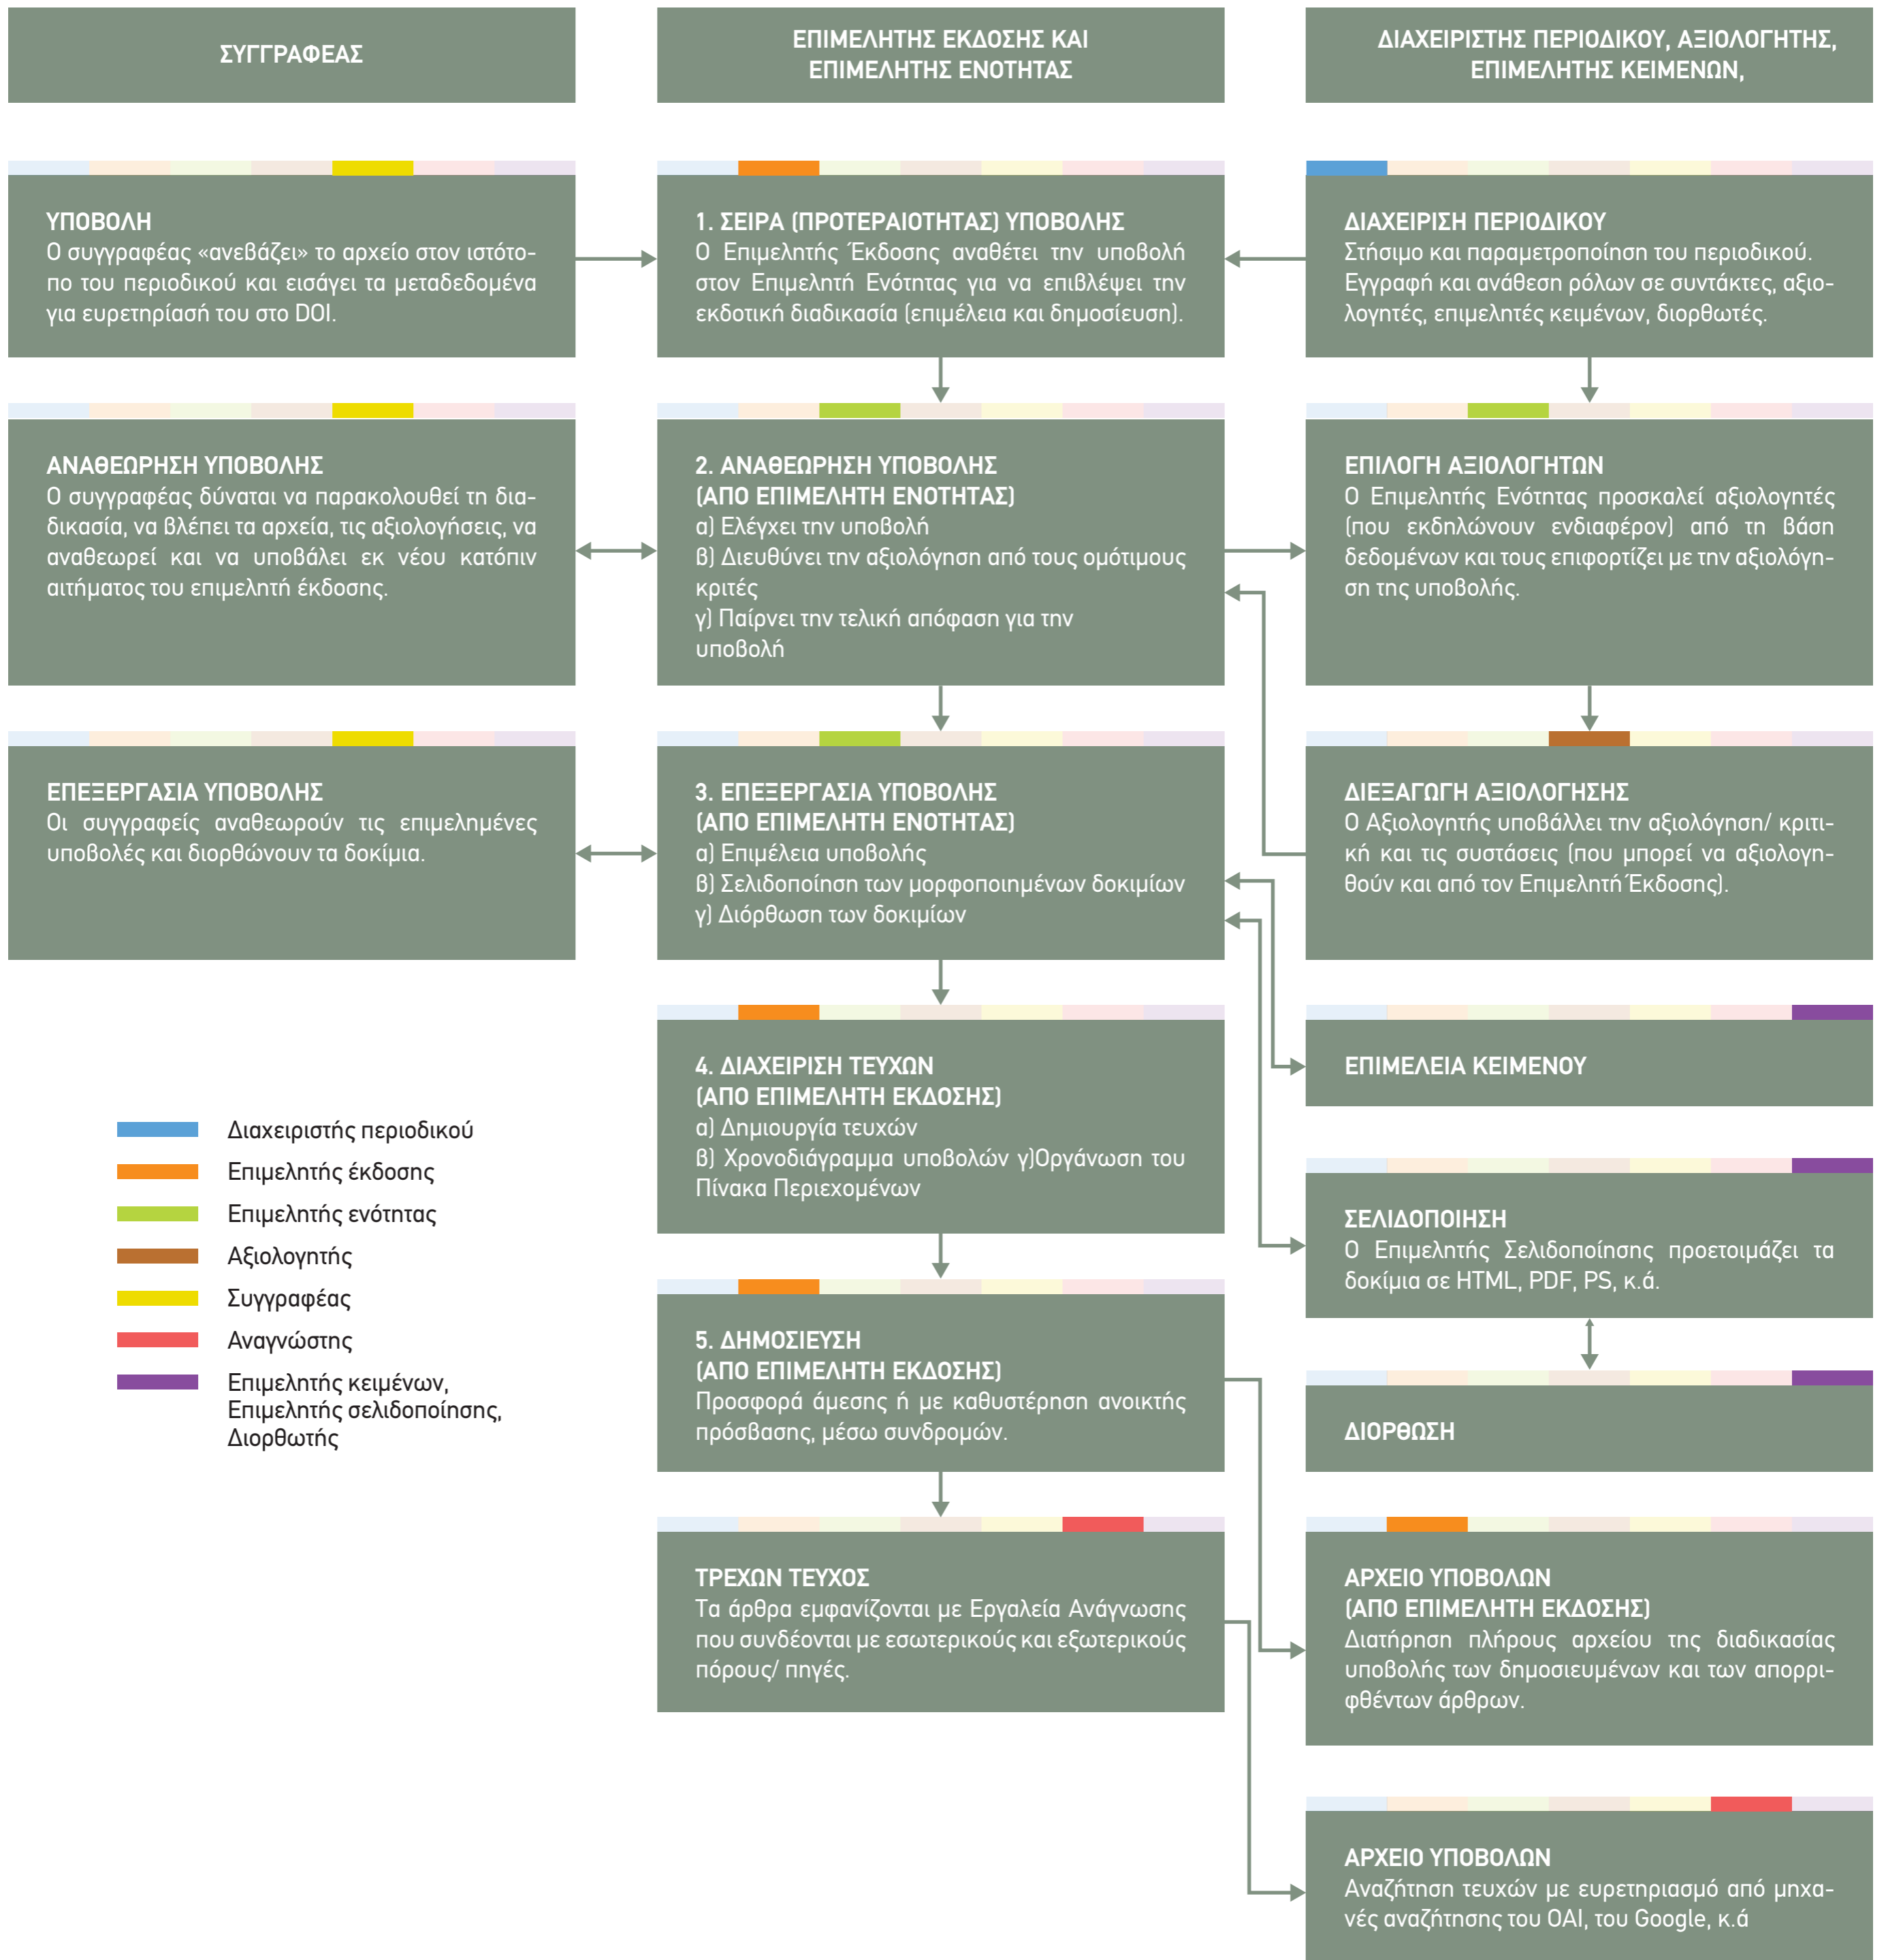 ΣΥΓΓΡΑΦΕΑΣ
ΕΠΙΜΕΛΗΤΗΣ ΕΚΔΟΣΗΣ ΚΑΙ
ΕΠΙΜΕΛΗΤΗΣ ΕΝΟΤΗΤΑΣ
ΔΙΑΧΕΙΡΙΣΤΗΣ ΠΕΡΙΟΔΙΚΟΥ, ΑΞΙΟΛΟΓΗΤΗΣ,
ΕΠΙΜΕΛΗΤΗΣ ΚΕΙΜΕΝΩΝ,
ΥΠΟΒΟΛΗ
Ο συγγραφέας «ανεβάζει» το αρχείο στον ιστότο-
πο του περιοδικού και εισάγει τα μεταδεδομένα
για ευρετηρίασή του στο DOI.
1. ΣΕΙΡΑ (ΠΡΟΤΕΡΑΙΟΤΗΤΑΣ) ΥΠΟΒΟΛΗΣ
Ο Επιμελητής Έκδοσης αναθέτει την υποβολή
στον Επιμελητή Ενότητας για να επιβλέψει την
εκδοτική διαδικασία (επιμέλεια και δημοσίευση).
ΔΙΑΧΕΙΡΙΣΗ ΠΕΡΙΟΔΙΚΟΥ
Στήσιμο και παραμετροποίηση του περιοδικού.
Εγγραφή και ανάθεση ρόλων σε συντάκτες, αξιο-
λογητές, επιμελητές κειμένων, διορθωτές.
ΑΝΑΘΕΩΡΗΣΗ ΥΠΟΒΟΛΗΣ
Ο συγγραφέας δύναται να παρακολουθεί τη δια-
δικασία, να βλέπει τα αρχεία, τις αξιολογήσεις, να
αναθεωρεί και να υποβάλει εκ νέου κατόπιν
αιτήματος του επιμελητή έκδοσης.
2. ΑΝΑΘΕΩΡΗΣΗ ΥΠΟΒΟΛΗΣ
(ΑΠΟ ΕΠΙΜΕΛΗΤΗ ΕΝΟΤΗΤΑΣ)
α) Ελέγχει την υποβολή
β) Διευθύνει την αξιολόγηση από τους ομότιμους
κριτές
γ) Παίρνει την τελική απόφαση για την
υποβολή
ΕΠΙΛΟΓΗ ΑΞΙΟΛΟΓΗΤΩΝ
Ο Επιμελητής Ενότητας προσκαλεί αξιολογητές
(που εκδηλώνουν ενδιαφέρον) από τη βάση
δεδομένων και τους επιφορτίζει με την αξιολόγη-
ση της υποβολής.
ΕΠΕΞΕΡΓΑΣΙΑ ΥΠΟΒΟΛΗΣ
Οι συγγραφείς αναθεωρούν τις επιμελημένες
υποβολές και διορθώνουν τα δοκίμια.
3. ΕΠΕΞΕΡΓΑΣΙΑ ΥΠΟΒΟΛΗΣ
(ΑΠΟ ΕΠΙΜΕΛΗΤΗ ΕΝΟΤΗΤΑΣ)
α) Επιμέλεια υποβολής
β) Σελιδοποίηση των μορφοποιημένων δοκιμίων
γ) Διόρθωση των δοκιμίων
ΔΙΕΞΑΓΩΓΗ ΑΞΙΟΛΟΓΗΣΗΣ
Ο Αξιολογητής υποβάλλει την αξιολόγηση/ κριτι-
κή και τις συστάσεις (που μπορεί να αξιολογη-
θούν και από τον Επιμελητή Έκδοσης).
4. ΔΙΑΧΕΙΡΙΣΗ ΤΕΥΧΩΝ
(ΑΠΟ ΕΠΙΜΕΛΗΤΗ ΕΚΔΟΣΗΣ)
α) Δημιουργία τευχών
β) Χρονοδιάγραμμα υποβολών γ)Οργάνωση του
Πίνακα Περιεχομένων
ΕΠΙΜΕΛΕΙΑ ΚΕΙΜΕΝΟΥ
Διαχειριστής περιοδικού
Επιμελητής έκδοσης
Επιμελητής ενότητας
Αξιολογητής
Συγγραφέας
Αναγνώστης
Επιμελητής κειμένων,
Επιμελητής σελιδοποίησης,
Διορθωτής
ΣΕΛΙΔΟΠΟΙΗΣΗ
Ο Επιμελητής Σελιδοποίησης προετοιμάζει τα
δοκίμια σε HTML, PDF, PS, κ.ά.
5. ΔΗΜΟΣΙΕΥΣΗ
(ΑΠΟ ΕΠΙΜΕΛΗΤΗ ΕΚΔΟΣΗΣ)
Προσφορά άμεσης ή με καθυστέρηση ανοικτής
πρόσβασης, μέσω συνδρομών.
ΔΙΟΡΘΩΣΗ
ΤΡΕΧΩΝ ΤΕΥΧΟΣ
Τα άρθρα εμφανίζονται με Εργαλεία Ανάγνωσης
που συνδέονται με εσωτερικούς και εξωτερικούς
πόρους/ πηγές.
ΑΡΧΕΙΟ ΥΠΟΒΟΛΩΝ
(ΑΠΟ ΕΠΙΜΕΛΗΤΗ ΕΚΔΟΣΗΣ)
Διατήρηση πλήρους αρχείου της διαδικασίας
υποβολής των δημοσιευμένων και των απορρι-
φθέντων άρθρων.
ΑΡΧΕΙΟ ΥΠΟΒΟΛΩΝ
Αναζήτηση τευχών με ευρετηριασμό από μηχα-
νές αναζήτησης του OAI, του Google, κ.ά